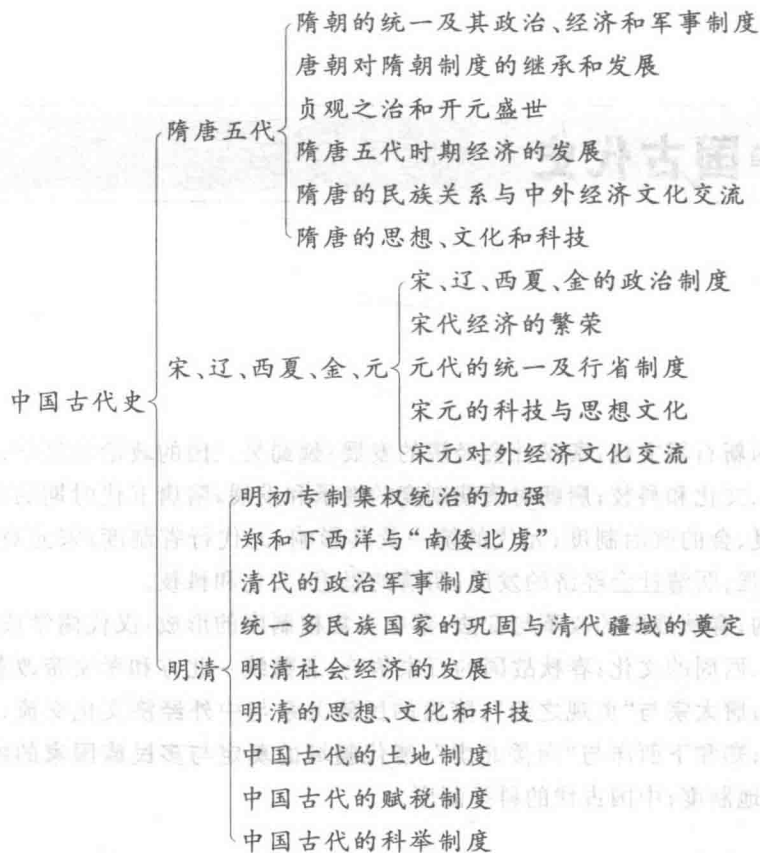 隋朝的统一及其政治、经济和军事制度
唐朝对隋朝制度的继承和发展
贞观之治和开元盛世
隋唐五代
隋唐五代时期经济的发展
隋唐的民族关系与中外经济文化交流
隋唐的思想、文化和科技
宋、辽、西夏、金的政治制度
宋代经济的繁荣
宋、辽、西夏、金、元
元代的统一及行省制度
中国古代史
宋元的科技与思想文化
宋元对外经济文化交流
明初专制集权统治的加强
郑和下西洋与“南倭北虏”
清代的政治军事制度
统一多民族国家的巩固与清代疆域的奠定
明清
明清社会经济的发展
明清的思想、文化和科技
中国古代的土地制度
中国古代的赋税制度
中国古代的科举制度